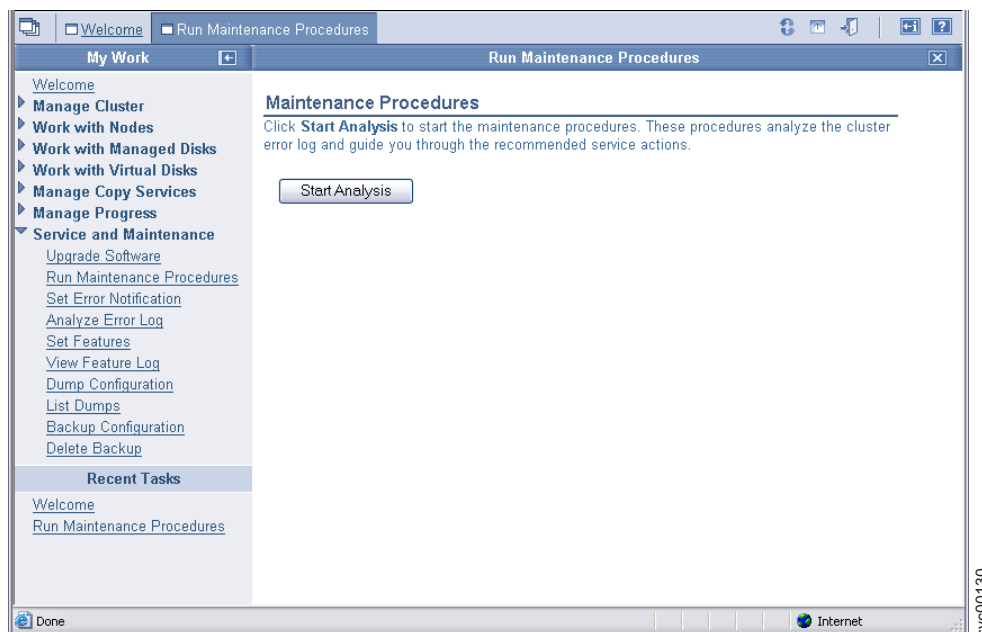 Welcome
Run Maintenance Procedures
My Work
Run Maintenance Procedures
Welcome
Manage Cluster
Work with Nodes
Work with Managed Disks
Work with Virtual Disks
Manage Copy Services
Manage Progress
Service and Maintenance
Upgrade Software
Run Maintenance Procedures
Set Error Notification
Analyze Error Log
Set Features
View Feature Log
Dump Configuration
List Dumps
Backup Configuration
Delete Backup
Recent Tasks
Welcome
Run Maintenance Procedures
Maintenance Procedures
Click Start Analysis to start the maintenance procedures. These procedures analyze the cluster
error log and guide you through the recommended service actions.
Start Analysis
Done
Internet